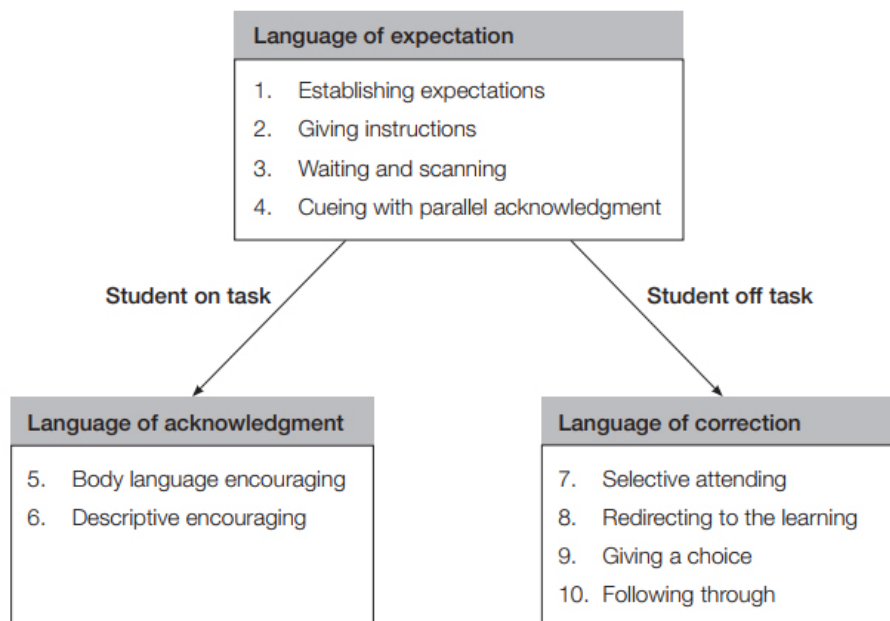 Language of expectation
1. Establishing expectations
2. Giving instructions
3. Waiting and scanning
4. Cueing with parallel acknowledgment
Student on task
Student off task
Language of acknowledgment
5. Body language encouraging
6. Descriptive encouraging
Language of correction
7. Selective attending
8. Redirecting to the learning
9. Giving a choice
10. Following through